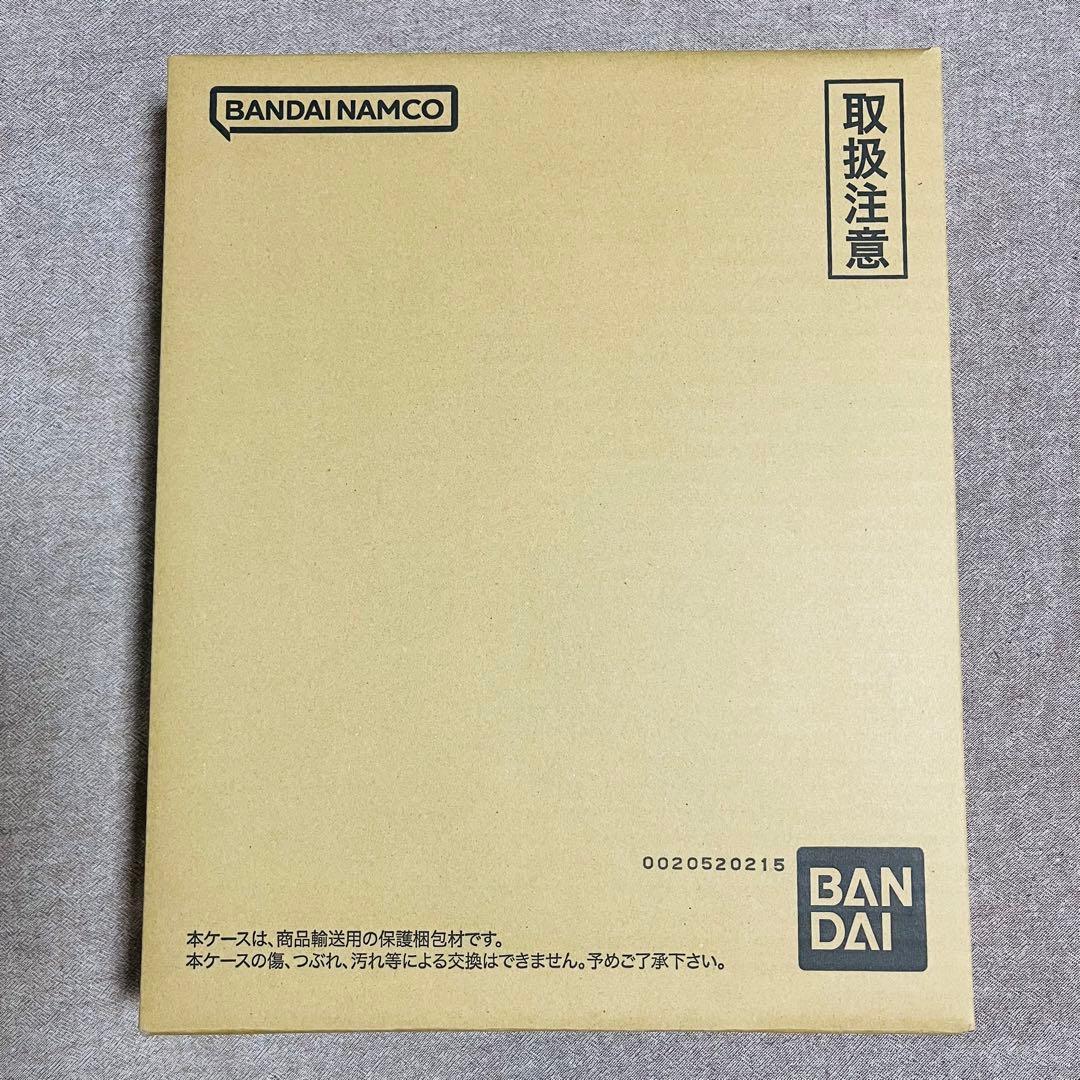 BANDAI NAMCO
取扱注意
0020520215
BAN
DAI
本ケースは、商品輸送用の保護梱包材です。
本ケースの傷、つぶれ、汚れ等による交換はできません。予めご了承下さい。